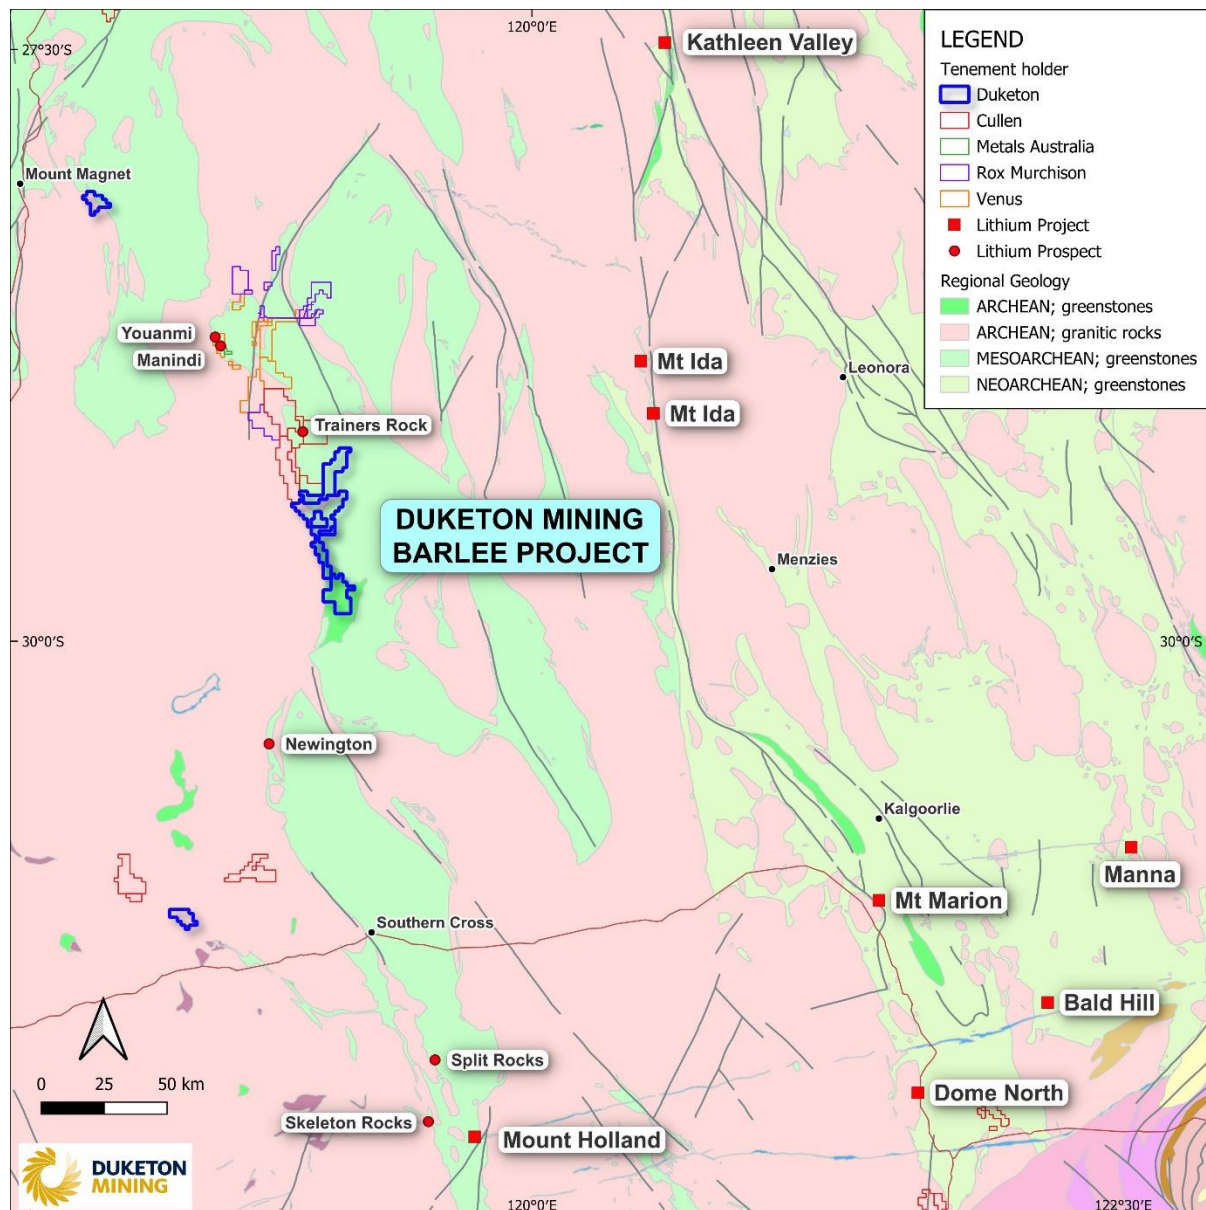 120°0'E
27°30'S
Kathleen Valley
LEGEND
Tenement holder
Duketon
Cullen
Metals Australia
Rox Murchison
Venus
Lithium Project
Lithium Prospect
Regional Geology
ARCHEAN; greenstones
ARCHEAN; granitic rocks
MESOARCHEAN; greenstones
NEOARCHEAN; greenstones
Mount Magnet
Youanmi
Manindi
Mt Ida
Leonora
Mt Ida
Trainers Rock
DUKETON MINING
BARLEE PROJECT
Menzies
30°0'S
30°0'S
Newington
Kalgoorlie
Manna
Mt Marion
Southern Cross
Bald Hill
Split Rocks
0 25 50 km
Dome North
Skeleton Rocks
Mount Holland
DUKETON
MINING
120°0'E
122°30'E